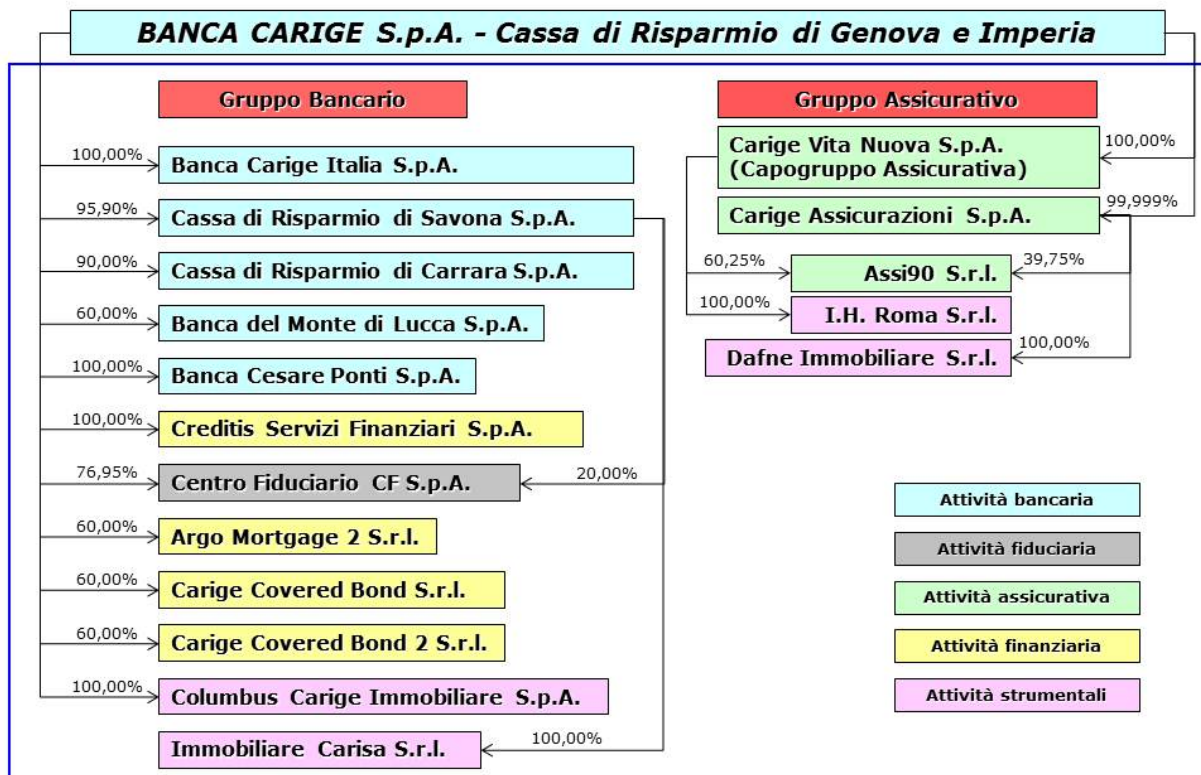 BANCA CARIGE S.p.A. - Cassa di Risparmio di Genova e Imperia
Gruppo Bancario
100,00%
Banca Carige Italia S.p.A.
95,90%
Cassa di Risparmio di Savona S.p.A.
90,00%
Cassa di Risparmio di Carrara S.p.A.
60,00%
Banca del Monte di Lucca S.p.A.
100,00%
Banca Cesare Ponti S.p.A.
100,00%
Creditis Servizi Finanziari S.p.A.
76,95%
Centro Fiduciario CF S.p.A.
20,00%
60,00%
Argo Mortgage 2 S.r.l.
60,00%
Carige Covered Bond S.r.l.
60,00%
Carige Covered Bond 2 S.r.l.
100,00%
Columbus Carige Immobiliare S.p.A.
Immobiliare Carisa S.r.l.
100,00%
Gruppo Assicurativo
Carige Vita Nuova S.p.A.
(Capogruppo Assicurativa)
100,00%
Carige Assicurazioni S.p.A.
99,999%
60,25%
Assi90 S.r.l.
39,75%
100,00%
I.H. Roma S.r.l.
Dafne Immobiliare S.r.l.
100,00%
Attività bancaria
Attività fiduciaria
Attività assicurativa
Attività finanziaria
Attività strumentali